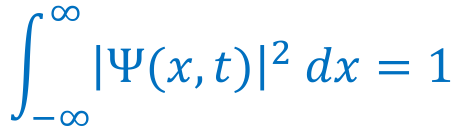 ∫_{-∞}^{∞} |Ψ(x, t)|² dx = 1